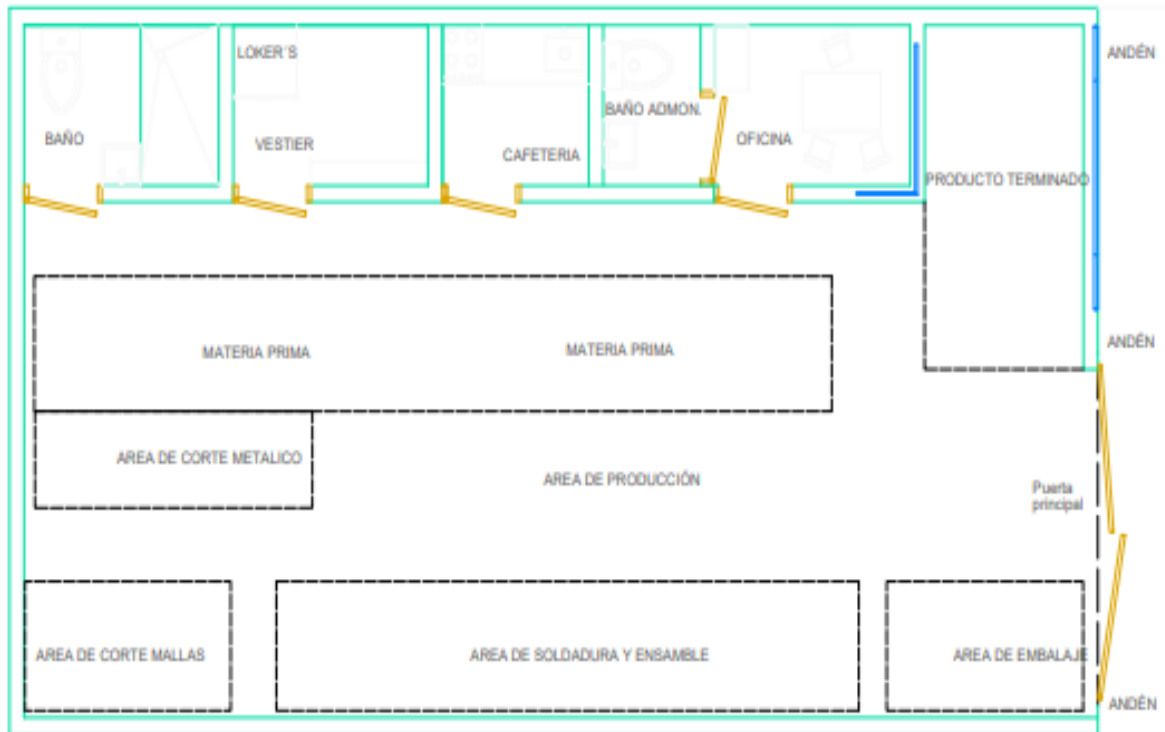 LOKER´S
ANDÉN
BAÑO
VESTIER
CAFETERIA
BAÑO ADMON.
OFICINA
PRODUCTO TERMINADO
ANDÉN
MATERIA PRIMA
MATERIA PRIMA
AREA DE CORTE METALICO
AREA DE PRODUCCIÓN
Puerta
principal
AREA DE CORTE MALLAS
AREA DE SOLDADURA Y ENSAMBLE
AREA DE EMBALAJE
ANDÉN